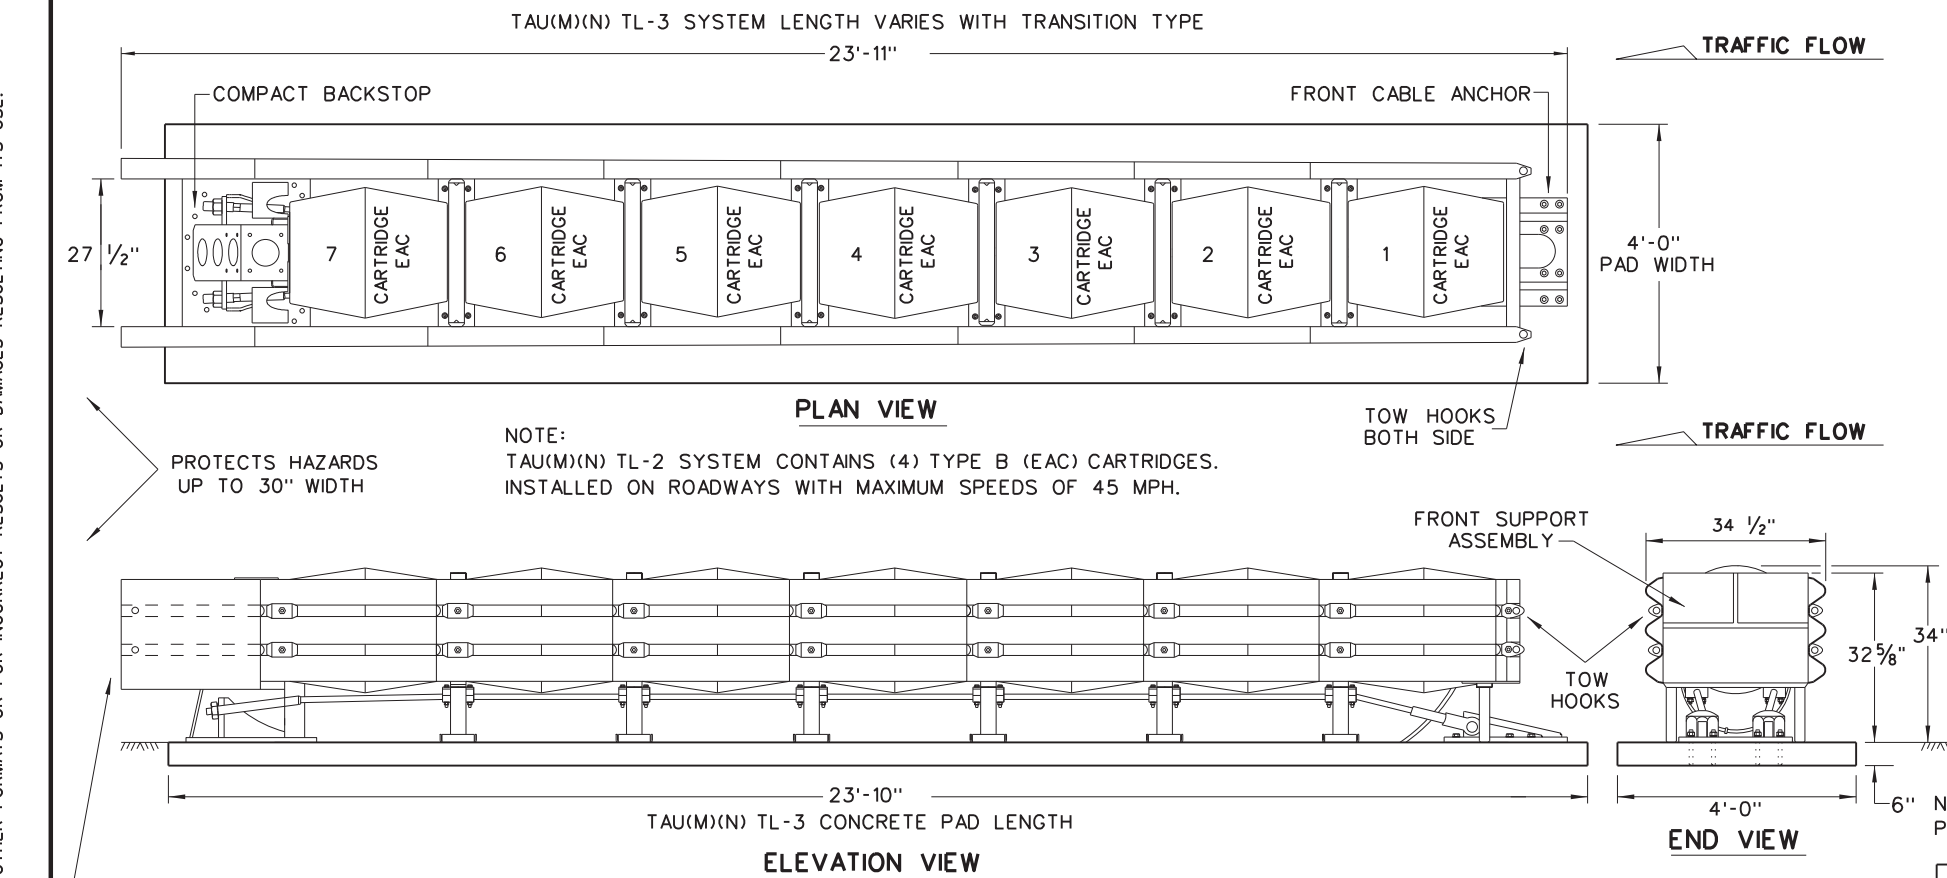 TAU(M)(N) TL-3 SYSTEM LENGTH VARIES WITH TRANSITION TYPE
23'-11"
TRAFFIC FLOW
COMPACT BACKSTOP
FRONT CABLE ANCHOR
27 1/2"
7
CARTRIDGE
EAC
6
CARTRIDGE
EAC
5
CARTRIDGE
EAC
4
CARTRIDGE
EAC
3
CARTRIDGE
EAC
2
CARTRIDGE
EAC
1
CARTRIDGE
EAC
4'-0"
PAD WIDTH
PLAN VIEW
TOW HOOKS
BOTH SIDE
TRAFFIC FLOW
PROTECTS HAZARDS
UP TO 30" WIDTH
NOTE:
TAU(M)(N) TL-2 SYSTEM CONTAINS (4) TYPE B (EAC) CARTRIDGES.
INSTALLED ON ROADWAYS WITH MAXIMUM SPEEDS OF 45 MPH.
FRONT SUPPORT
ASSEMBLY
34 1/2"
TOW
HOOKS
32 5/8"
34"
23'-10"
TAU(M)(N) TL-3 CONCRETE PAD LENGTH
ELEVATION VIEW
4'-0"
6"
END VIEW